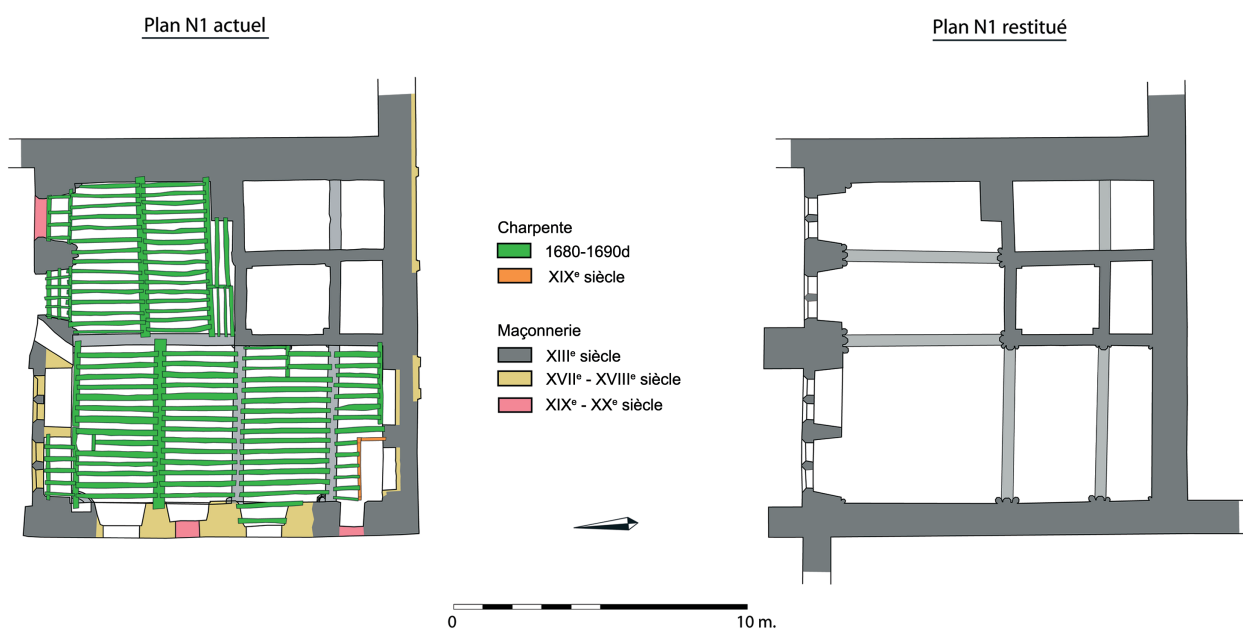 Plan N1 actuel
Plan N1 restitué
Charpente
1680-1690d
XIXᵉ siècle
Maçonnerie
XIIIᵉ siècle
XVIIᵉ - XVIIIᵉ siècle
XIXᵉ - XXᵉ siècle
0 10 m.